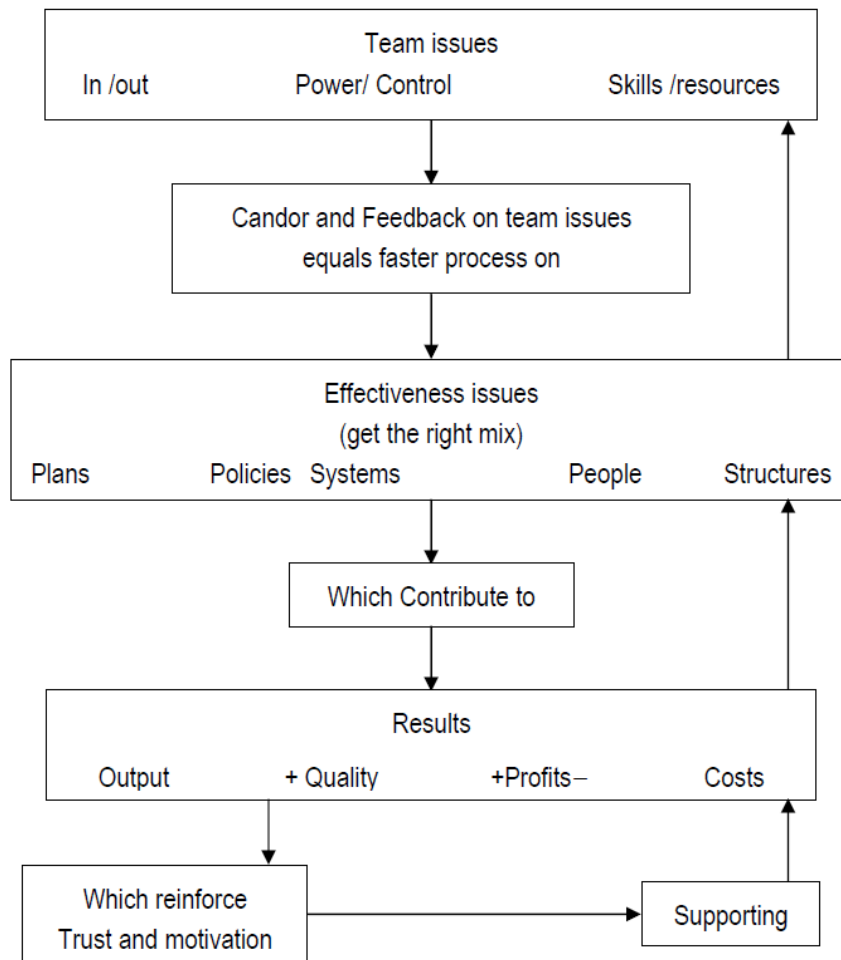 Team issues
In /out Power/ Control Skills /resources
Candor and Feedback on team issues
equals faster process on
Effectiveness issues
(get the right mix)
Plans Policies Systems People Structures
Which Contribute to
Results
Output + Quality +Profits– Costs
Which reinforce
Trust and motivation
Supporting